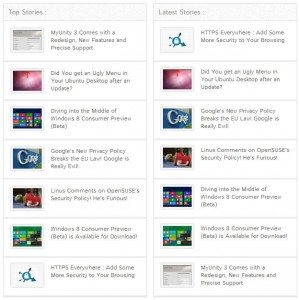 Top Stories :
MyUnity 3 Comes with a
Redesign, New Features and
Precise Support
Did You get an Ugly Menu in
Your Ubuntu Desktop after an
Update?
Diving into the Middle of
Windows 8 Consumer Preview
(Beta)
Google's New Privacy Policy
Breaks the EU Law! Google is
Really Evil!
Linus Comments on OpenSUSE's
Security Policy! He's Furious!
Windows 8 Consumer Preview
(Beta) is Available for Download!
HTTPS Everywhere : Add Some
More Security to Your Browsing
Latest Stories :
HTTPS Everywhere : Add Some
More Security to Your Browsing
Did You get an Ugly Menu in
Your Ubuntu Desktop after an
Update?
Google's New Privacy Policy
Breaks the EU Law! Google is
Really Evil!
Linus Comments on OpenSUSE's
Security Policy! He's Furious!
Diving into the Middle of
Windows 8 Consumer Preview
(Beta)
Windows 8 Consumer Preview
(Beta) is Available for Download!
MyUnity 3 Comes with a
Redesign, New Features and
Precise Support